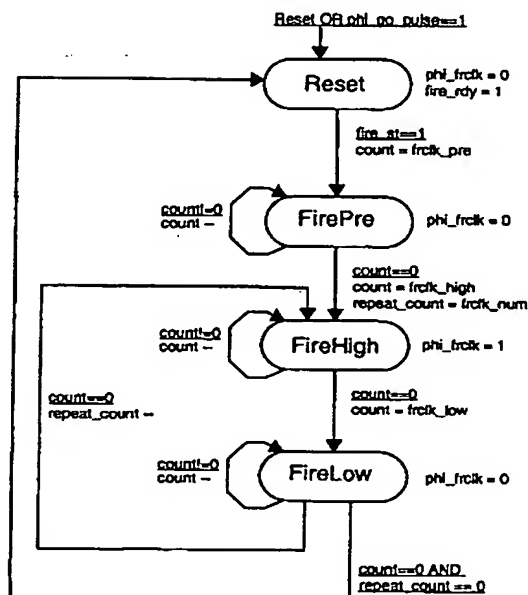 Reset OR phi_po_pulse==1
Reset
phi_frclk = 0
fire_rdy = 1
fire_st==1
count = frclk_pre
count!=0
count –
FirePre
phi_frclk = 0
count==0
count = frclk_high
repeat_count = frclk_num
count!=0
count –
FireHigh
phi_frclk = 1
count==0
repeat_count –
count==0
count = frclk_low
count!=0
count –
FireLow
phi_frclk = 0
count==0 AND
repeat_count == 0